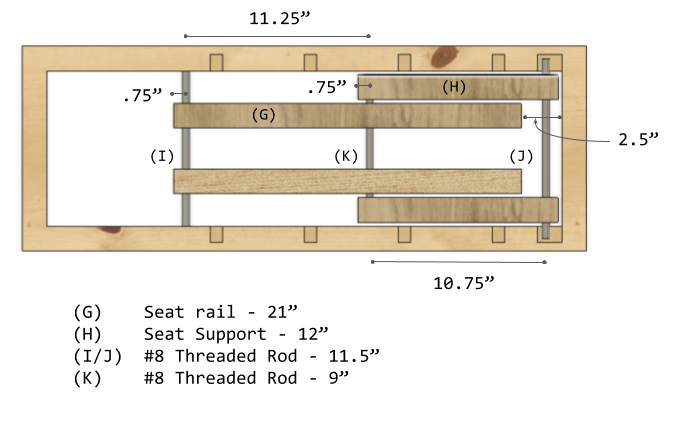 11.25”
.75”
.75”
(H)
(G)
2.5”
(I)
(K)
(J)
10.75”
(G) Seat rail - 21”
(H) Seat Support - 12”
(I/J) #8 Threaded Rod - 11.5”
(K) #8 Threaded Rod - 9”